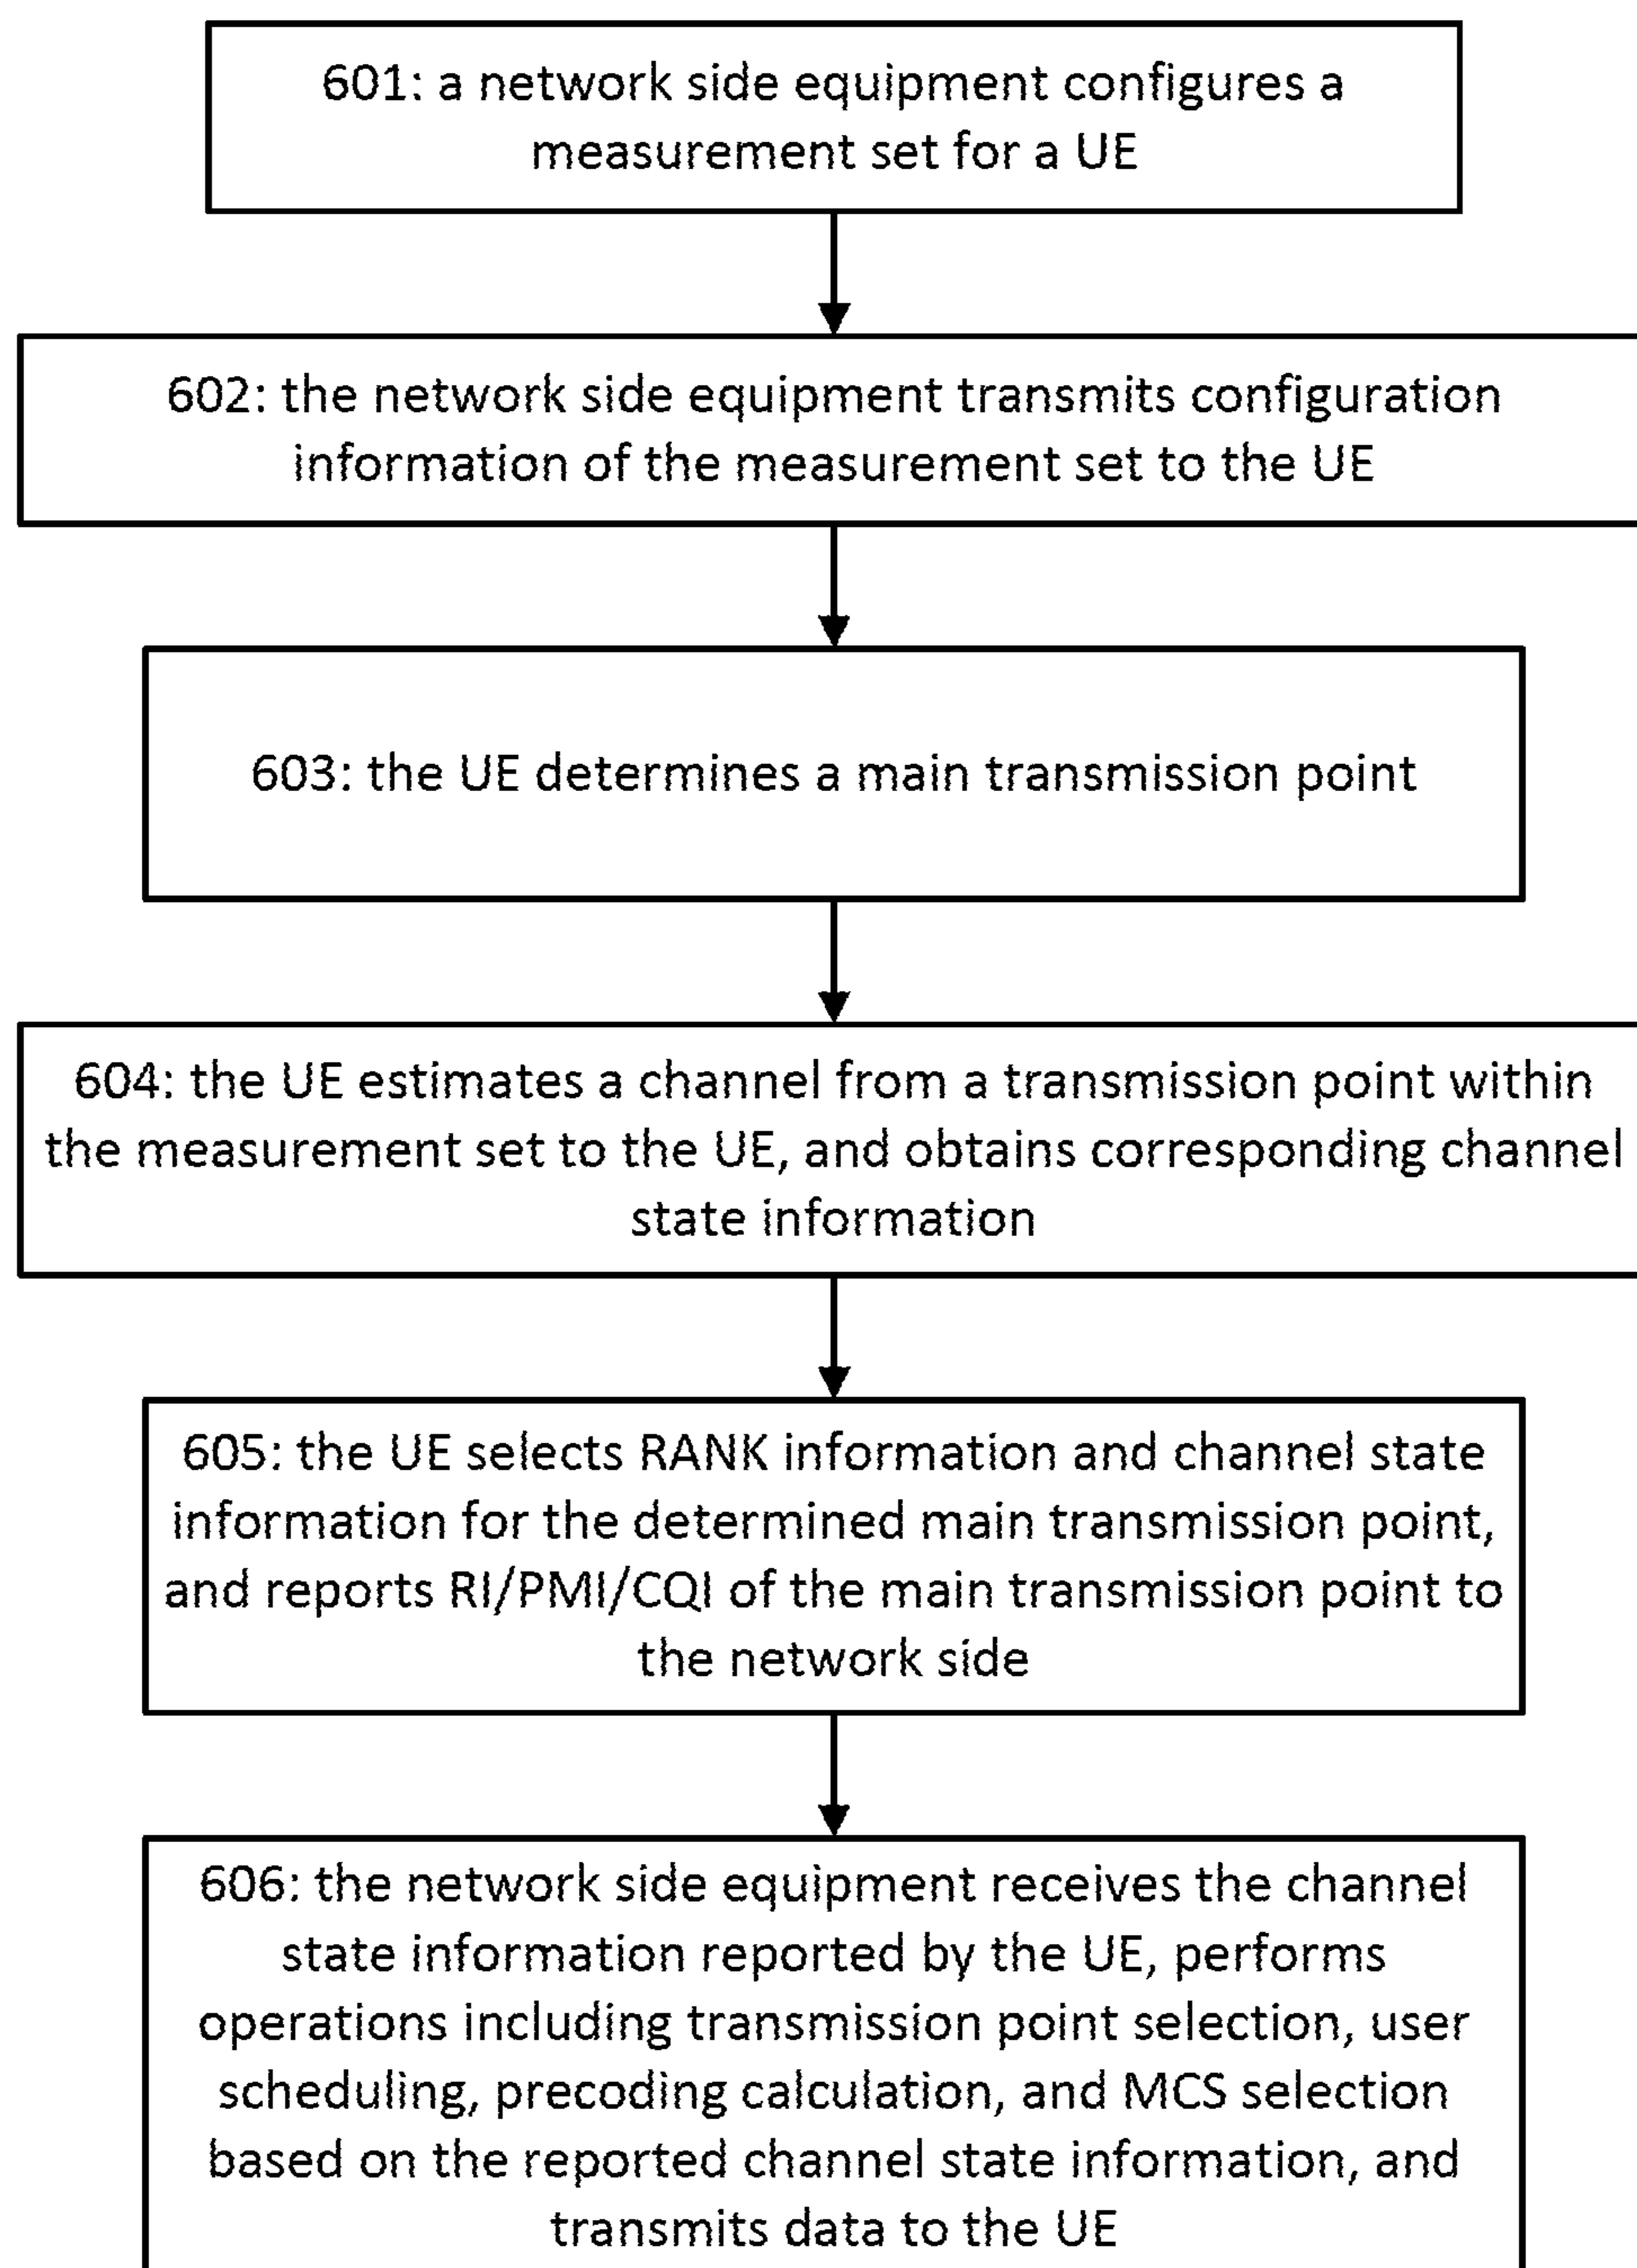 601: a network side equipment configures a
measurement set for a UE
602: the network side equipment transmits configuration
information of the measurement set to the UE
603: the UE determines a main transmission point
604: the UE estimates a channel from a transmission point within
the measurement set to the UE, and obtains corresponding channel
state information
605: the UE selects RANK information and channel state
information for the determined main transmission point,
and reports RI/PMI/CQI of the main transmission point to
the network side
606: the network side equipment receives the channel
state information reported by the UE, performs
operations including transmission point selection, user
scheduling, precoding calculation, and MCS selection
based on the reported channel state information, and
transmits data to the UE